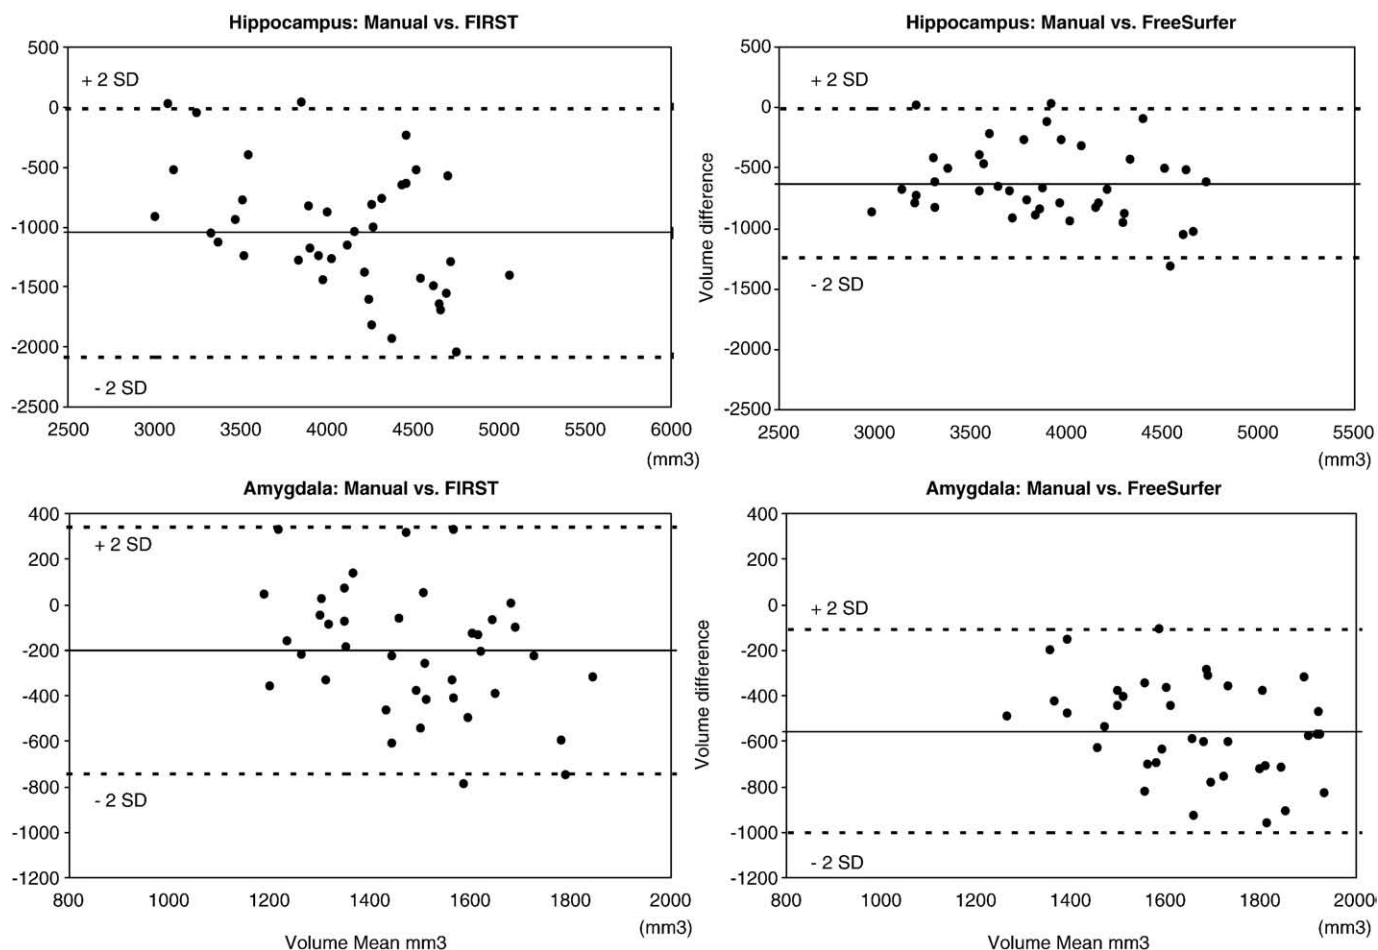 Hippocampus: Manual vs. FIRST
500
+ 2 SD
0
-500
-1000
-1500
-2000
- 2 SD
-2500
2500 3000 3500 4000 4500 5000 5500 6000
(mm3)
Hippocampus: Manual vs. FreeSurfer
500
+ 2 SD
0
-500
-1000
-1500
- 2 SD
-2000
-2500
Volume difference
2500 3000 3500 4000 4500 5000 5500
(mm3)
Amygdala: Manual vs. FIRST
400
+ 2 SD
200
0
-200
-400
-600
-800
- 2 SD
-1000
-1200
800 1000 1200 1400 1600 1800 2000
(mm3)
Volume Mean mm3
Amygdala: Manual vs. FreeSurfer
400
200
0
+ 2 SD
-200
-400
-600
-800
-1000
- 2 SD
-1200
Volume difference
800 1000 1200 1400 1600 1800 2000
(mm3)
Volume Mean mm3